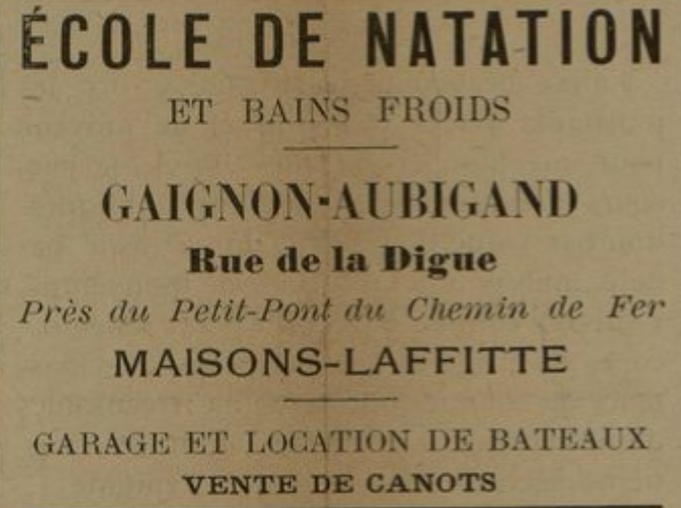 ÉCOLE DE NATATION
ET BAINS FROIDS
GAIGNON-AUBIGAND
Rue de la Digue
Près du Petit-Pont du Chemin de Fer
MAISONS-LAFFITTE
GARAGE ET LOCATION DE BATEAUX
VENTE DE CANOTS